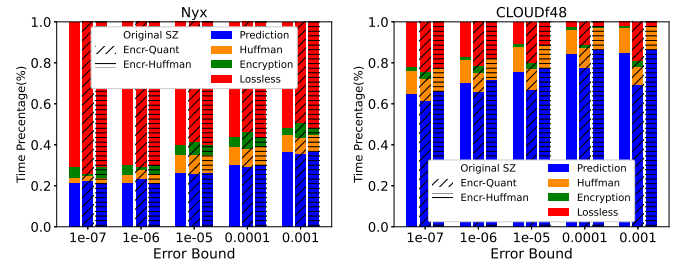 Nyx
Time Precentage(%)
1.0
0.8
0.6
0.4
0.2
0.0
Original SZ
Encr-Quant
Encr-Huffman
Prediction
Huffman
Encryption
Lossless
1e-07 1e-06 1e-05 0.0001 0.001
Error Bound
CLOUDf48
Time Precentage(%)
1.0
0.8
0.6
0.4
0.2
0.0
Original SZ
Encr-Quant
Encr-Huffman
Prediction
Huffman
Encryption
Lossless
1e-07 1e-06 1e-05 0.0001 0.001
Error Bound